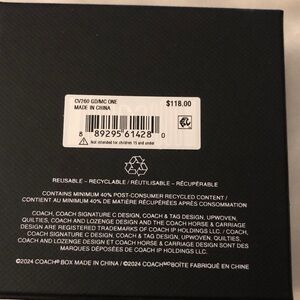 CV760 GD/MC ONE
MADE IN CHINA
$118.00
8 89295 61428 0
Not intended for children 15 and under
REUSABLE – RECYCLABLE / RÉUTILISABLE – RÉCUPÉRABLE
CONTAINS MINIMUM 40% POST-CONSUMER RECYCLED CONTENT /
CONTIENT AU MINIMUM 40% DE MATIÈRE RÉCUPÉRÉES APRÈS CONSOMMATION
COACH, COACH SIGNATURE C DESIGN, COACH & TAG DESIGN, UPWOVEN,
QUILTIES, COACH AND LOZENGE DESIGN AND THE COACH HORSE & CARRIAGE
DESIGN ARE REGISTERED TRADEMARKS OF COACH IP HOLDINGS LLC. /
COACH, COACH SIGNATURE C DESIGN, COACH & TAG DESIGN, UPWOVEN, QUILTIES,
COACH AND LOZENGE DESIGN ET COACH HORSE & CARRIAGE DESIGN SONT DES
MARQUES DÉPOSÉES DE COACH IP HOLDINGS LLC.
©2024 COACH® BOX MADE IN CHINA / ©2024 COACH® BOÎTE FABRIQUÉ EN CHINE